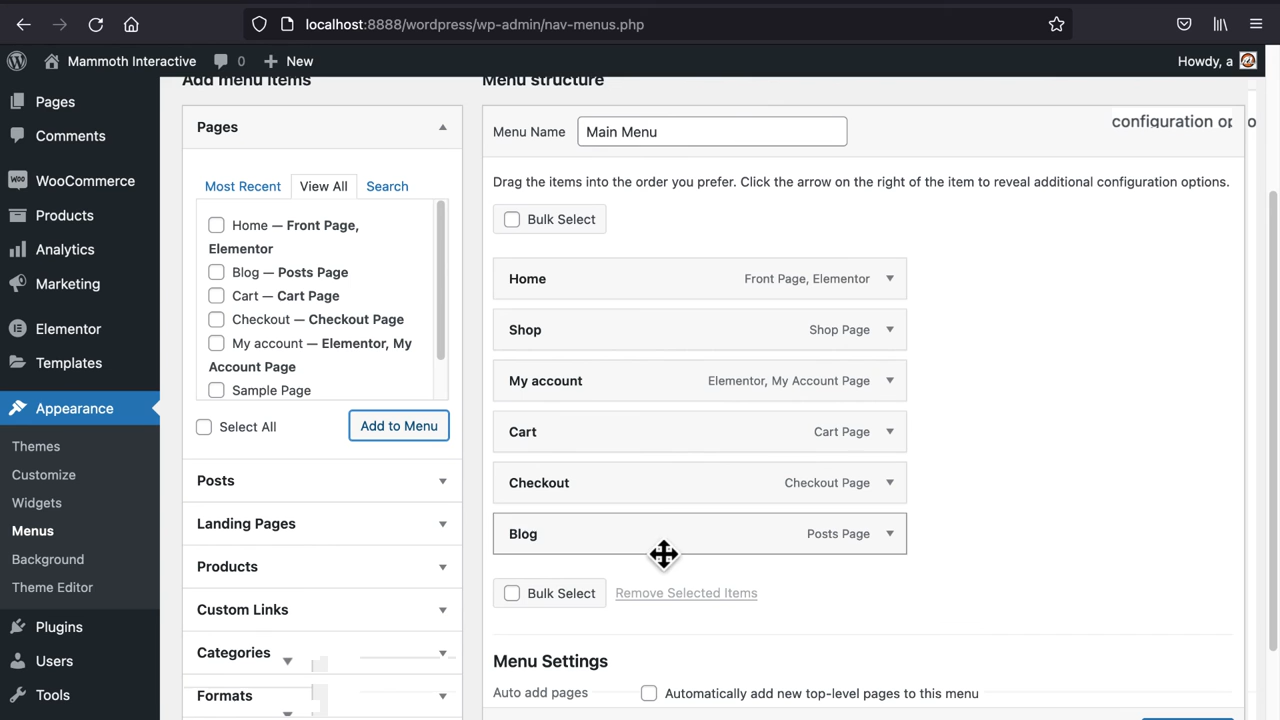 localhost:8888/wordpress/wp-admin/nav-menus.php
Mammoth Interactive
0
New
Howdy, a
Pages
Comments
WooCommerce
Products
Analytics
Marketing
Elementor
Templates
Appearance
Themes
Customize
Widgets
Menus
Background
Theme Editor
Plugins
Users
Tools
Add menu items
Pages
Most Recent
View All
Search
Home — Front Page,
Elementor
Blog — Posts Page
Cart — Cart Page
Checkout — Checkout Page
My account — Elementor, My
Account Page
Sample Page
Select All
Add to Menu
Posts
Landing Pages
Products
Custom Links
Categories
Formats
Menu structure
Menu Name
Main Menu
configuration op
Drag the items into the order you prefer. Click the arrow on the right of the item to reveal additional configuration options.
Bulk Select
Home Front Page, Elementor
Shop Shop Page
My account Elementor, My Account Page
Cart Cart Page
Checkout Checkout Page
Blog Posts Page
Bulk Select
Remove Selected Items
Menu Settings
Auto add pages
Automatically add new top-level pages to this menu